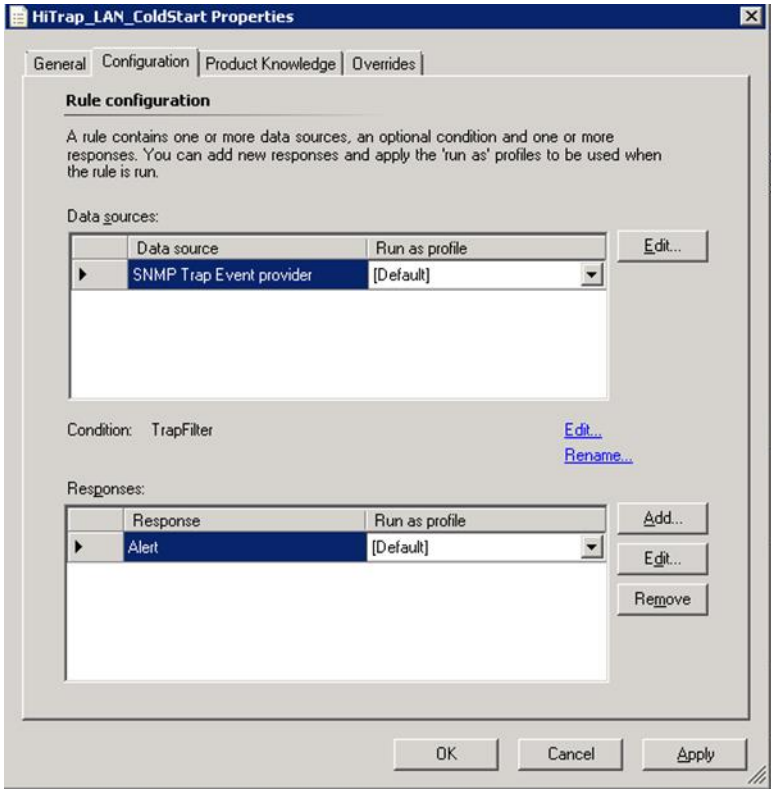 HiTrap_LAN_ColdStart Properties
General Configuration Product Knowledge Overrides
Rule configuration
A rule contains one or more data sources, an optional condition and one or more
responses. You can add new responses and apply the 'run as' profiles to be used when
the rule is run.
Data sources:
Data source Run as profile
SNMP Trap Event provider [Default]
Edit...
Condition: TrapFilter Edit...
Rename...
Responses:
Response Run as profile
Alert [Default]
Add...
Edit...
Remove
OK Cancel Apply